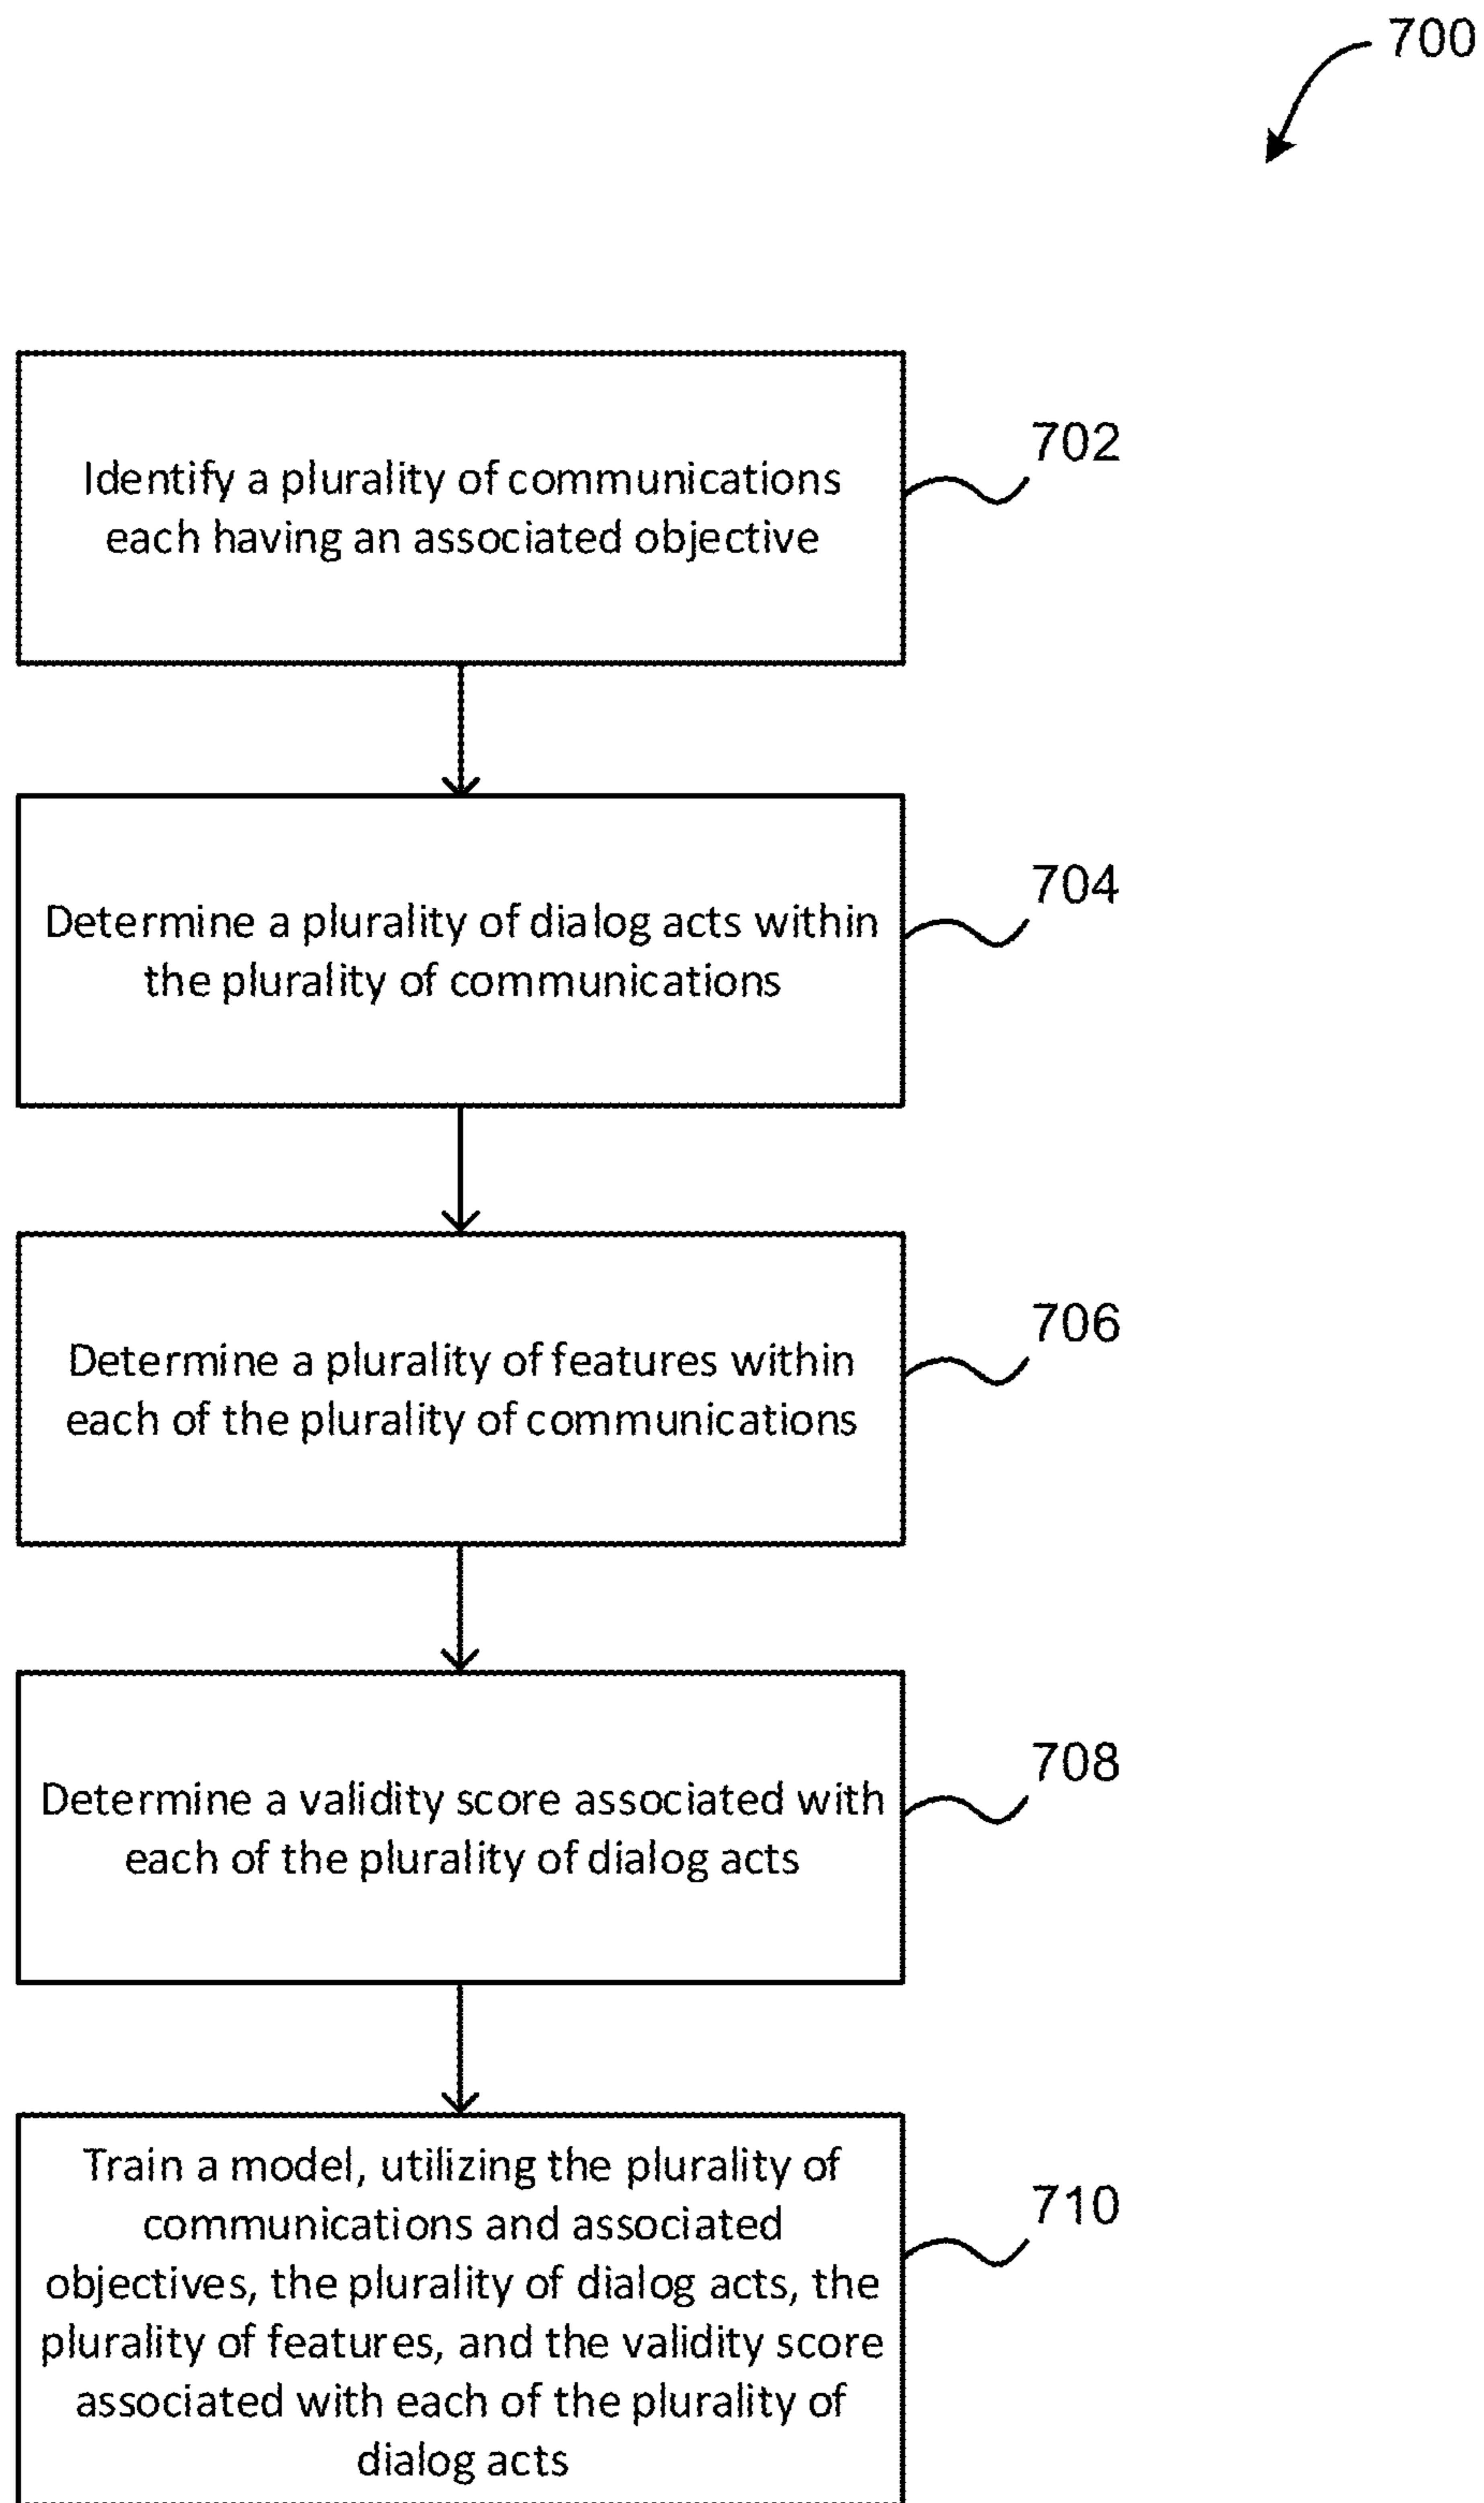 700
Identify a plurality of communications
each having an associated objective
702
Determine a plurality of dialog acts within
the plurality of communications
704
Determine a plurality of features within
each of the plurality of communications
706
Determine a validity score associated with
each of the plurality of dialog acts
708
Train a model, utilizing the plurality of
communications and associated
objectives, the plurality of dialog acts, the
plurality of features, and the validity score
associated with each of the plurality of
dialog acts
710